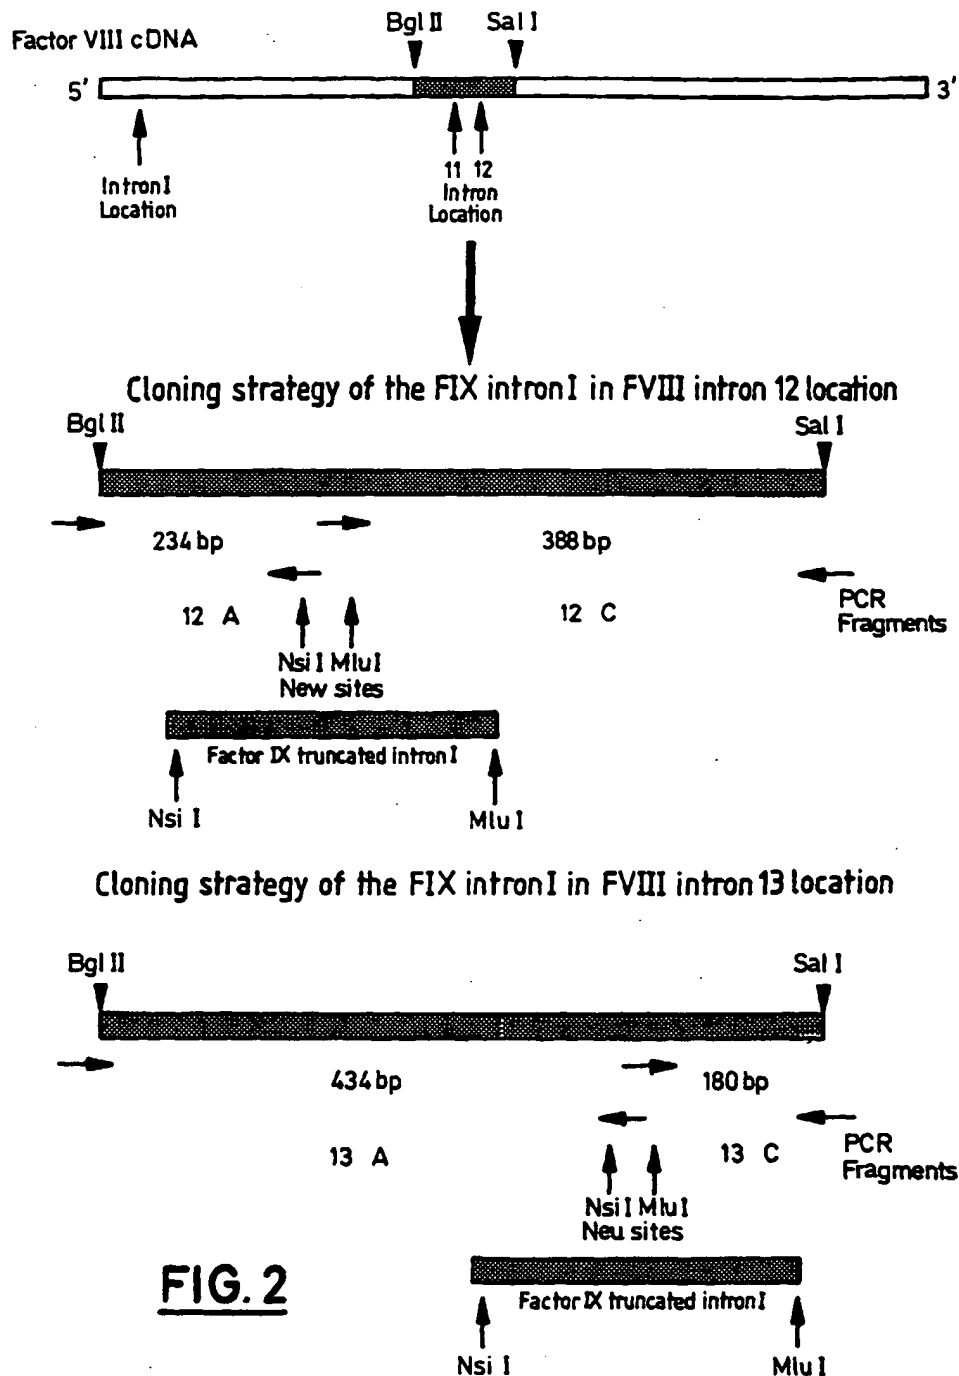 Bgl II Sal I
Factor VIII cDNA
5' 3'
Intron I
Location
11 12
Intron
Location
Cloning strategy of the FIX intron I in FVIII intron 12 location
Bgl II Sal I
234 bp 388 bp
12 A 12 C
PCR
Fragments
Nsi I Mlu I
New sites
Factor IX truncated intron I
Nsi I Mlu I
Cloning strategy of the FIX intron I in FVIII intron 13 location
Bgl II Sal I
434 bp 180 bp
13 A 13 C
PCR
Fragments
Nsi I Mlu I
Neu sites
Factor IX truncated intron I
Nsi I Mlu I
FIG. 2